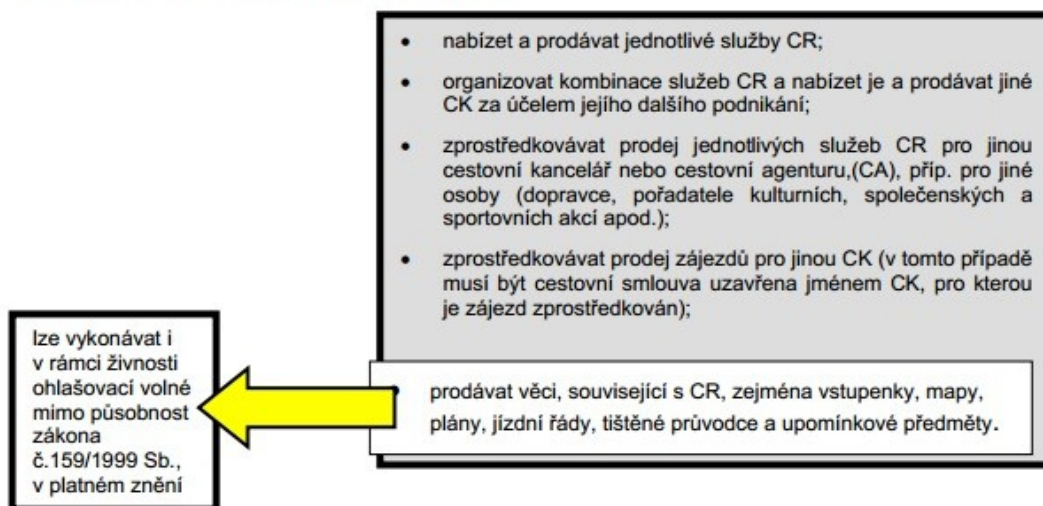 • nabízet a prodávat jednotlivé služby CR;
• organizovat kombinace služeb CR a nabízet je a prodávat jiné
CK za účelem jejího dalšího podnikání;
• zprostředkovávat prodej jednotlivých služeb CR pro jinou
cestovní kancelář nebo cestovní agenturu,(CA), příp. pro jiné
osoby (dopravce, pořadatele kulturních, společenských a
sportovních akcí apod.);
• zprostředkovávat prodej zájezdů pro jinou CK (v tomto případě
musí být cestovní smlouva uzavřena jménem CK, pro kterou
je zájezd zprostředkován);
• prodávat věci, související s CR, zejména vstupenky, mapy,
plány, jízdní řády, tištěné průvodce a upomínkové předměty.
lze vykonávat i
v rámci živnosti
ohlašovací volné
mimo působnost
zákona
č.159/1999 Sb.,
v platném znění